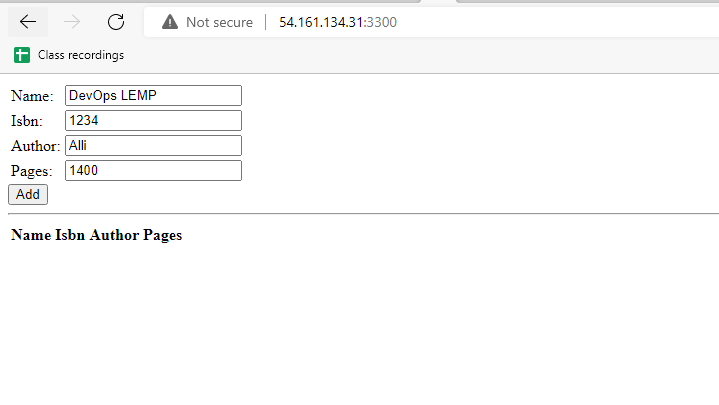 Not secure | 54.161.134.31:3300
Class recordings
Name: DevOps LEMP
Isbn: 1234
Author: Alli
Pages: 1400
Add
Name Isbn Author Pages